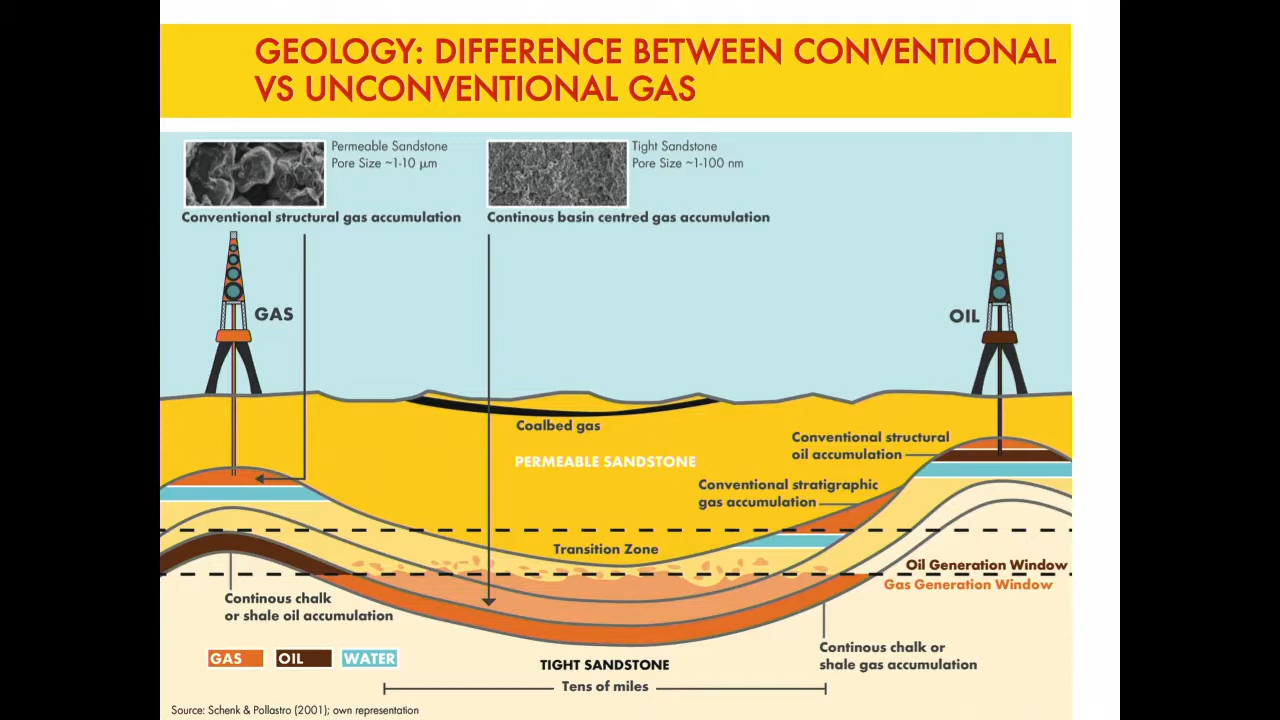 GEOLOGY: DIFFERENCE BETWEEN CONVENTIONAL
VS UNCONVENTIONAL GAS
Permeable Sandstone
Pore Size ~1-10 µm
Tight Sandstone
Pore Size ~1-100 nm
Conventional structural gas accumulation
Continous basin centred gas accumulation
GAS
OIL
Coalbed gas
Conventional structural
oil accumulation
PERMEABLE SANDSTONE
Conventional stratigraphic
gas accumulation
Transition Zone
Oil Generation Window
Gas Generation Window
Continous chalk
or shale oil accumulation
Continous chalk or
shale gas accumulation
GAS
OIL
WATER
TIGHT SANDSTONE
Tens of miles
Source: Schenk & Pollastro (2001); own representation